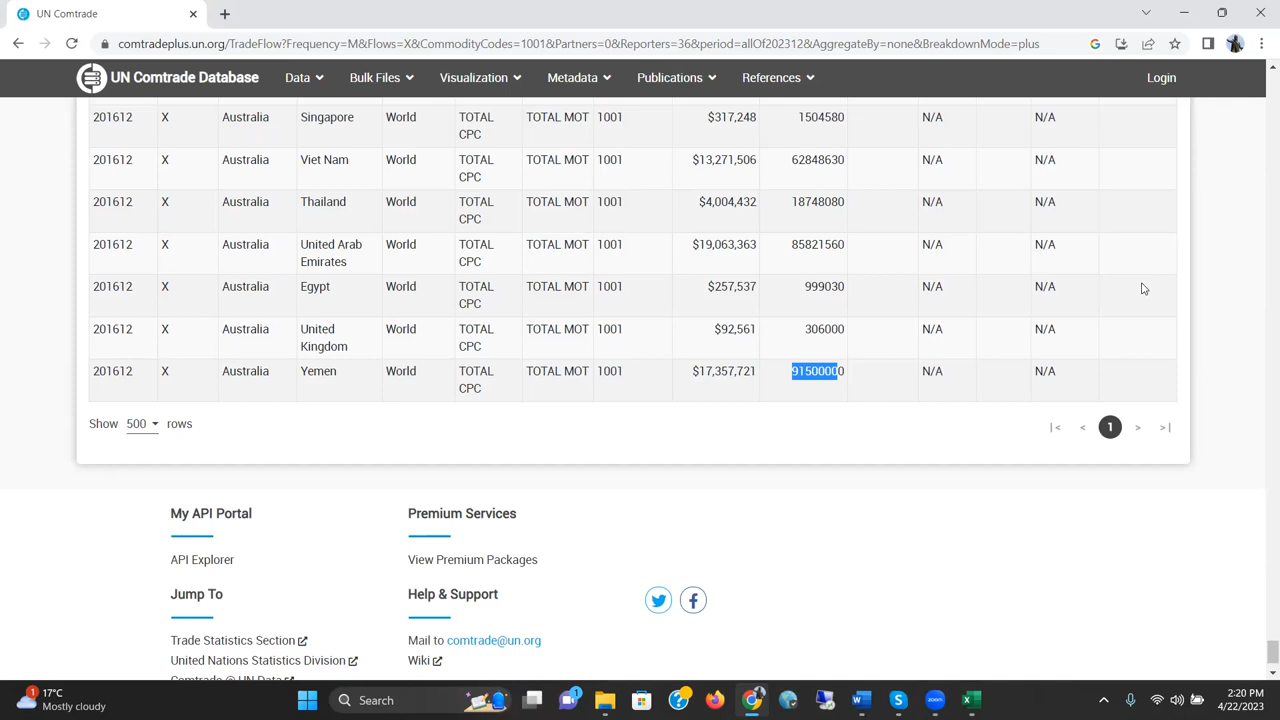 UN Comtrade
comtradeplus.un.org/TradeFlow?Frequency=M&Flows=X&CommodityCodes=1001&Partners=0&Reporters=36&period=allOf202312&AggregateBy=none&BreakdownMode=plus
UN Comtrade Database Data Bulk Files Visualization Metadata Publications References Login
201612 X Australia Singapore World TOTAL TOTAL MOT 1001 $317,248 1504580 N/A N/A
CPC
201612 X Australia Viet Nam World TOTAL TOTAL MOT 1001 $13,271,506 62848630 N/A N/A
CPC
201612 X Australia Thailand World TOTAL TOTAL MOT 1001 $4,004,432 18748080 N/A N/A
CPC
201612 X Australia United Arab World TOTAL TOTAL MOT 1001 $19,063,363 85821560 N/A N/A
Emirates CPC
201612 X Australia Egypt World TOTAL TOTAL MOT 1001 $257,537 999030 N/A N/A
CPC
201612 X Australia United World TOTAL TOTAL MOT 1001 $92,561 306000 N/A N/A
Kingdom CPC
201612 X Australia Yemen World TOTAL TOTAL MOT 1001 $17,357,721 91500000 N/A N/A
CPC
Show 500 rows |< < 1 > >|
My API Portal Premium Services
API Explorer View Premium Packages
Jump To Help & Support
Trade Statistics Section Mail to comtrade@un.org
United Nations Statistics Division Wiki
Comtrade @ UN Data
1 17°C Search 1 2:20 PM
Mostly cloudy 4/22/2023